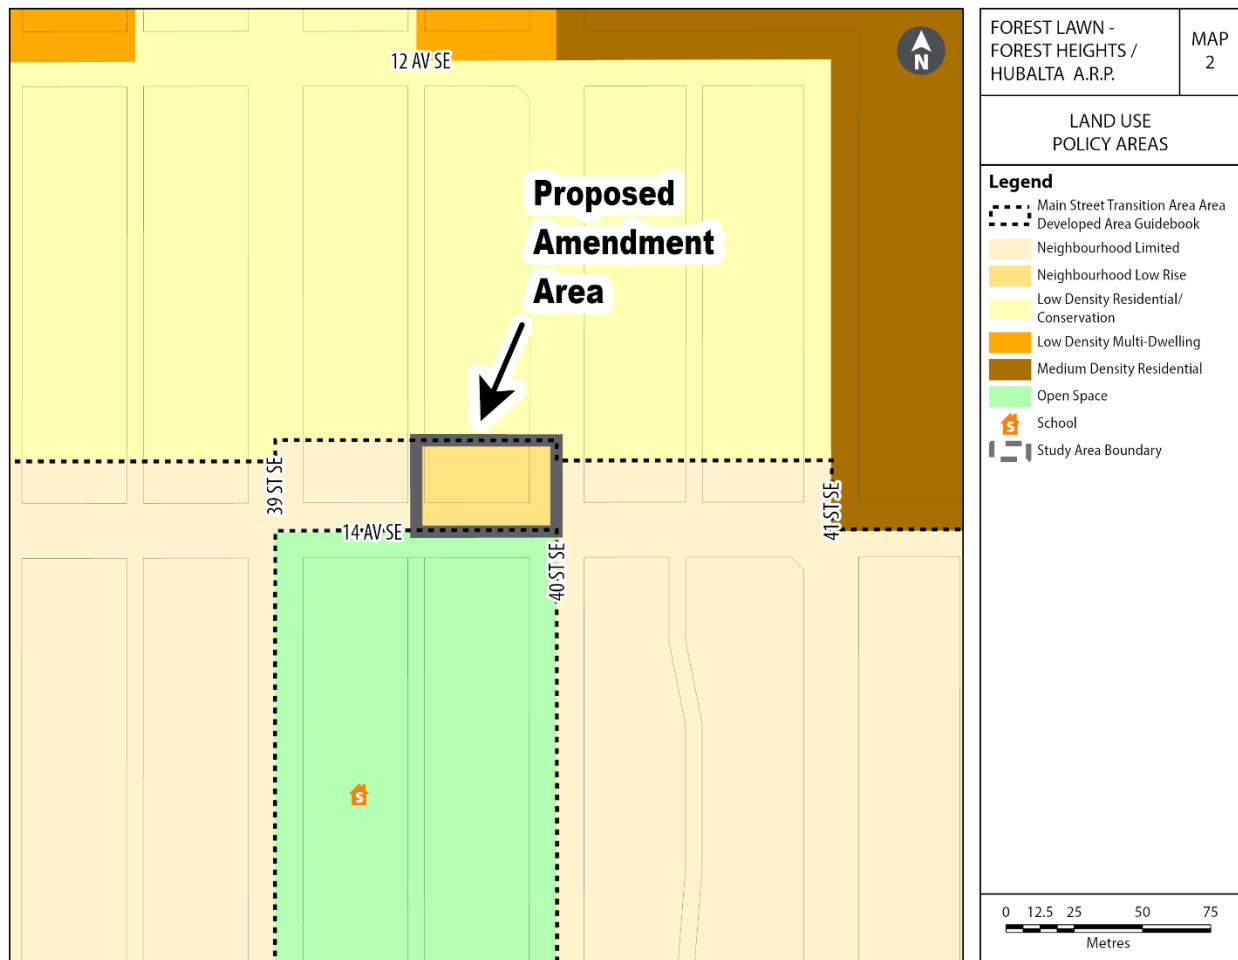 12 AV SE
N
Proposed
Amendment
Area
39 ST SE
14 AV SE
40 ST SE
41 ST SE
S
FOREST LAWN -
FOREST HEIGHTS /
HUBALTA A.R.P.
MAP
2
LAND USE
POLICY AREAS
Legend
Main Street Transition Area Area
Developed Area Guidebook
Neighbourhood Limited
Neighbourhood Low Rise
Low Density Residential/
Conservation
Low Density Multi-Dwelling
Medium Density Residential
Open Space
S
School
Study Area Boundary
0 12.5 25 50 75
Metres